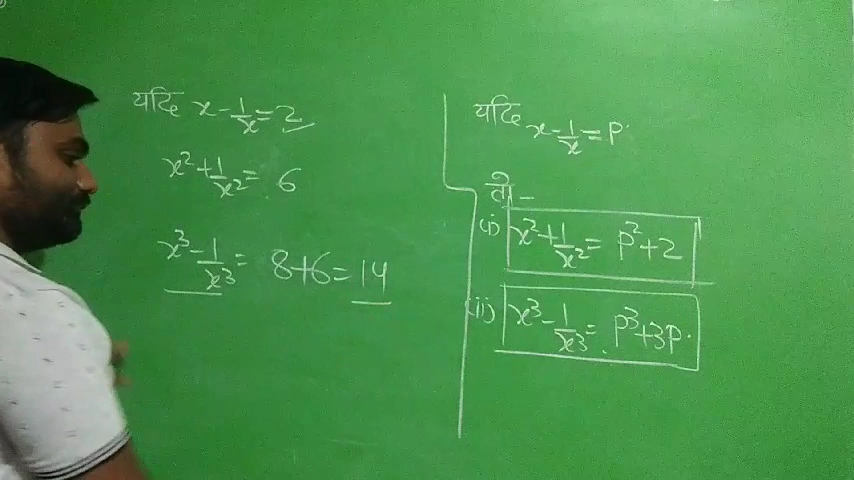 यदि x - 1/x = 2
x² + 1/x² = 6
x³ - 1/x³ = 8+6 = 14
यदि x - 1/x = P
तो -
(i) x² + 1/x² = P² + 2
(ii) x³ - 1/x³ = P³ + 3P.